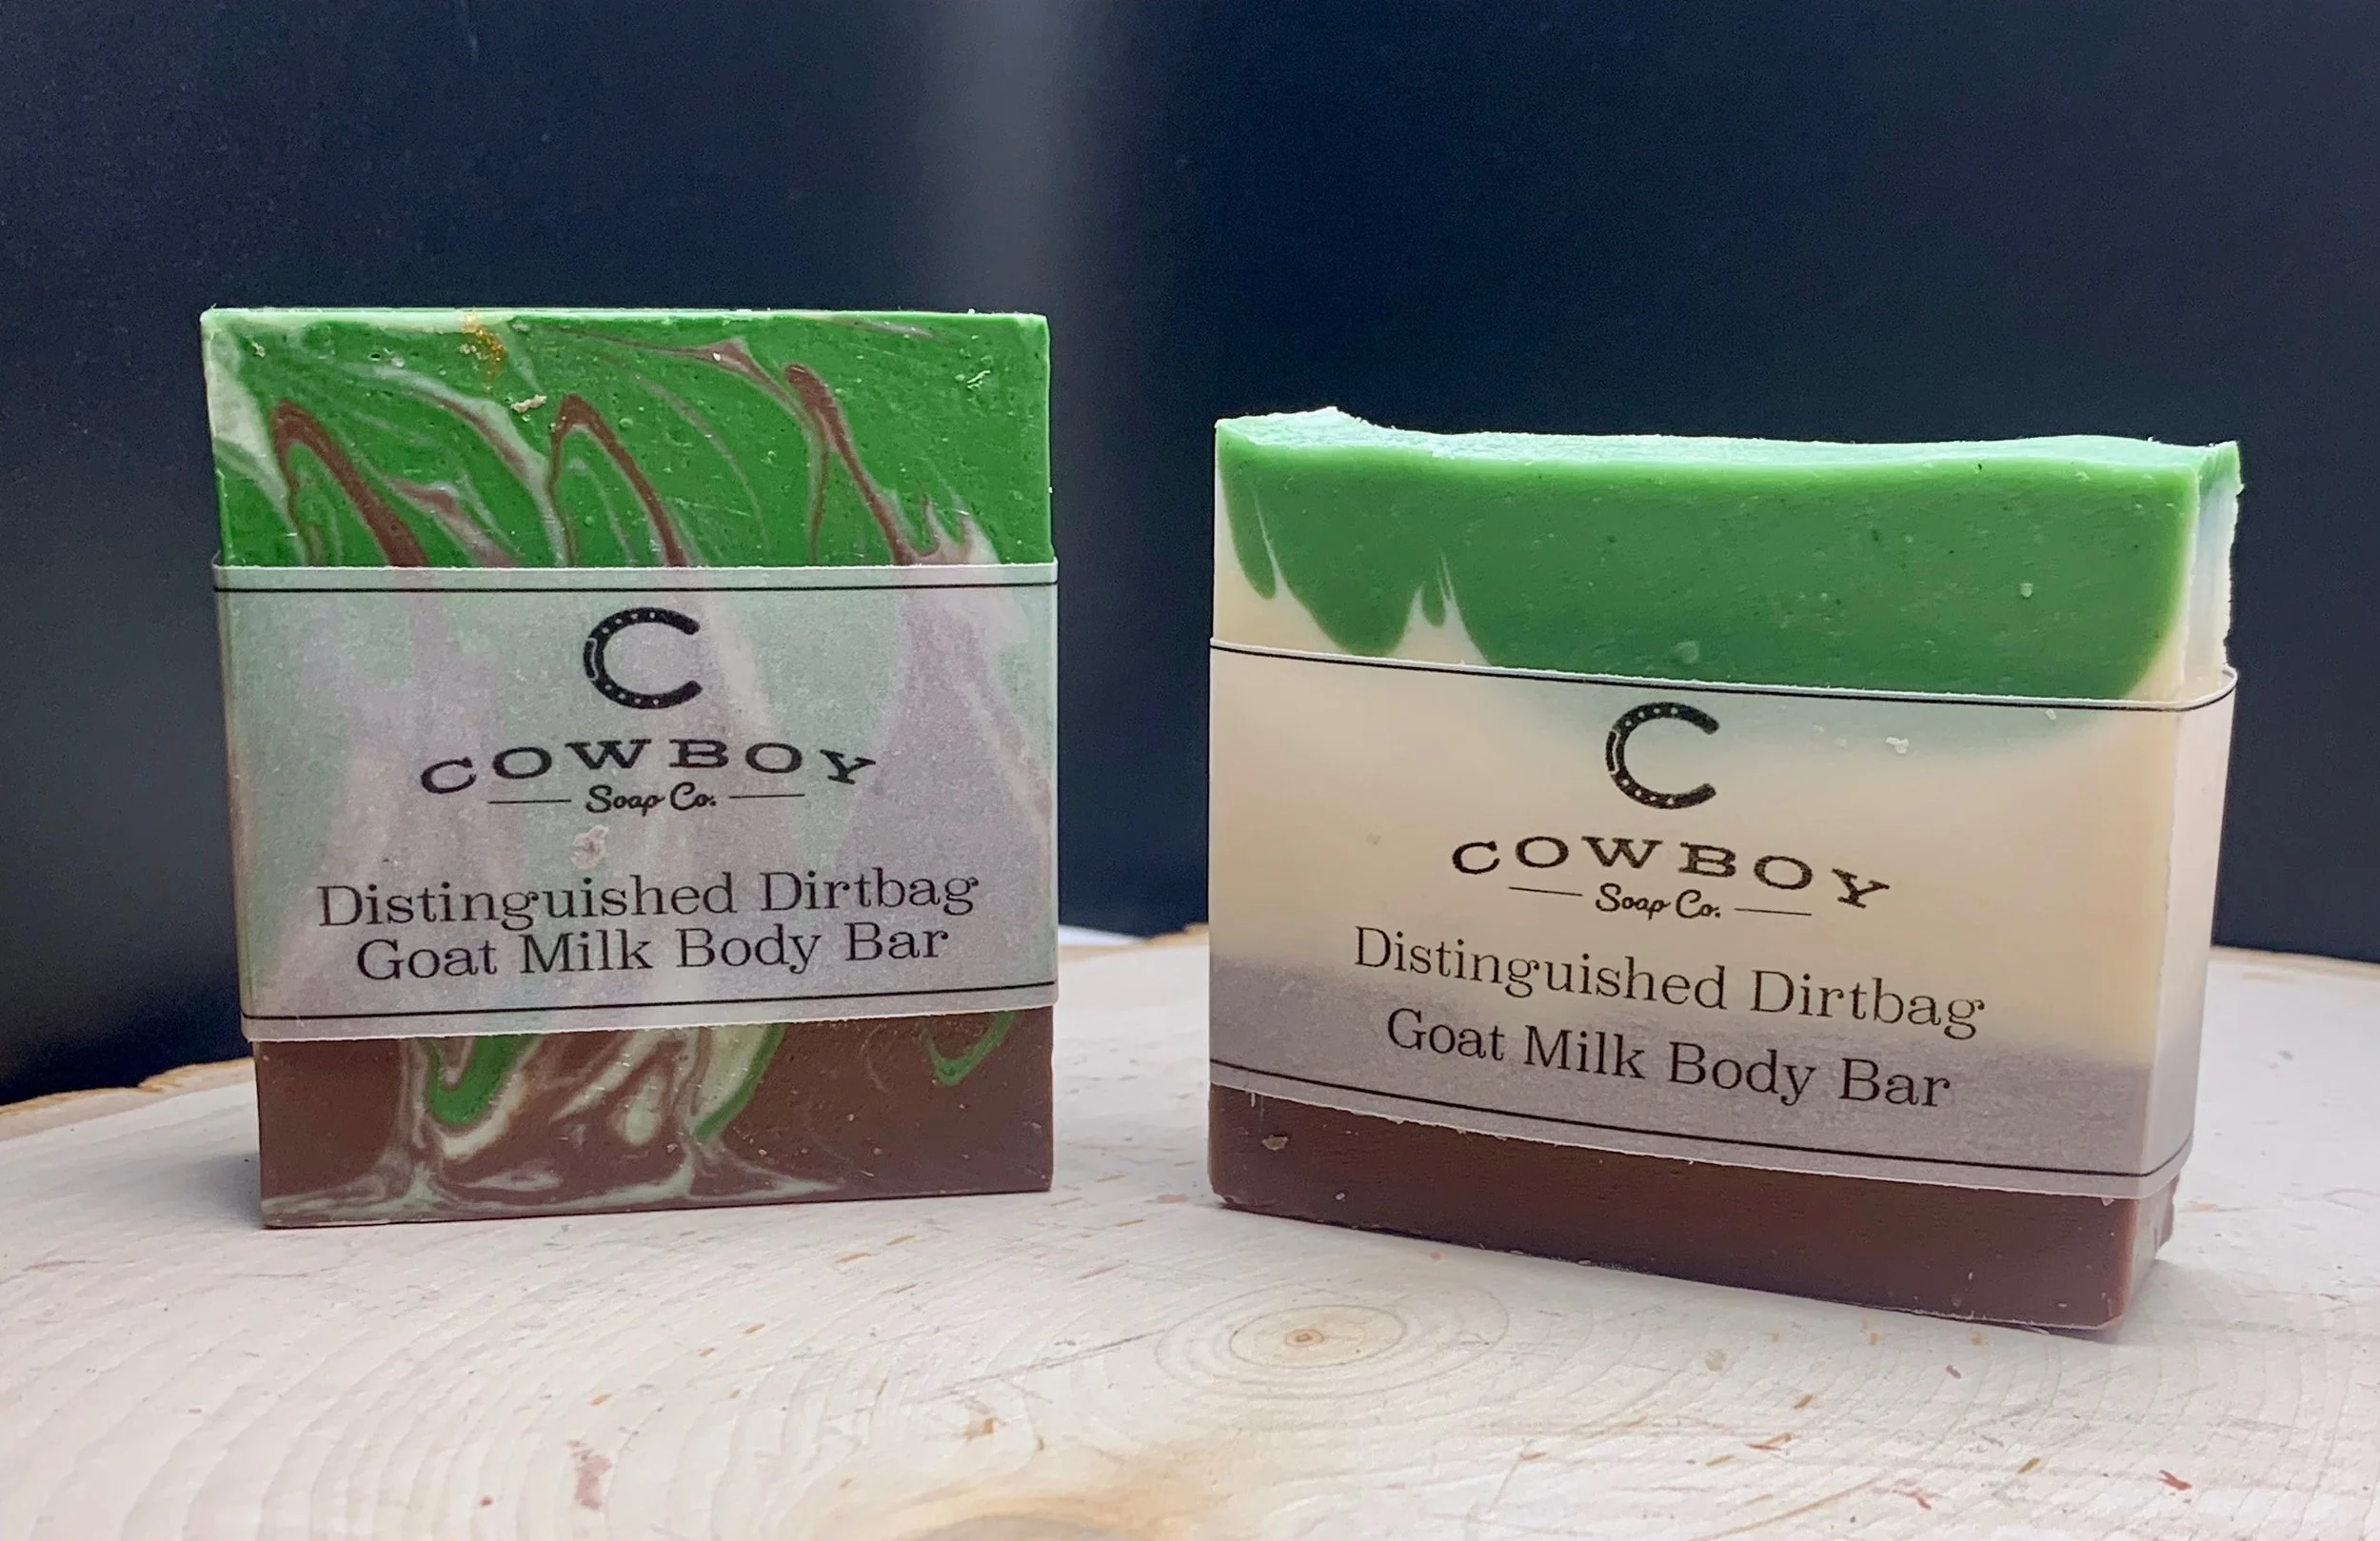 C
COWBOY
Soap Co.
Distinguished Dirtbag
Goat Milk Body Bar
C
COWBOY
Soap Co.
Distinguished Dirtbag
Goat Milk Body Bar